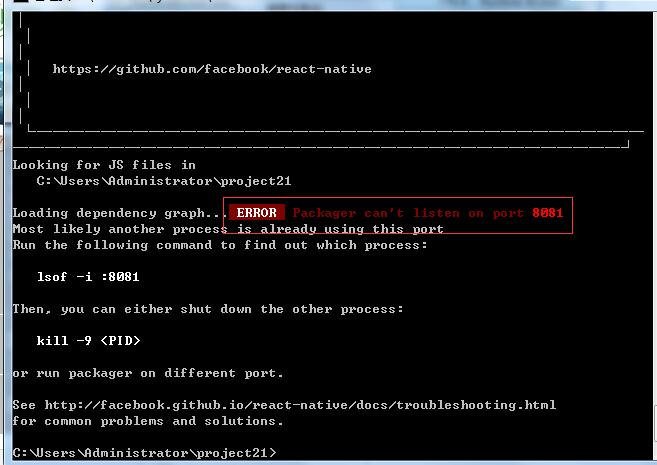 https://github.com/facebook/react-native
Looking for JS files in
C:\Users\Administrator\project21
Loading dependency graph... ERROR Packager can't listen on port 8081
Most likely another process is already using this port
Run the following command to find out which process:
lsof -i :8081
Then, you can either shut down the other process:
kill -9 <PID>
or run packager on different port.
See http://facebook.github.io/react-native/docs/troubleshooting.html
for common problems and solutions.
C:\Users\Administrator\project21>